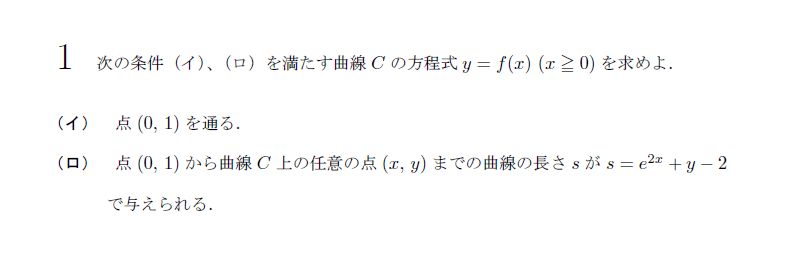 1 次の条件（イ）、（ロ）を満たす曲線 C の方程式 y = f(x) (x ≧ 0) を求めよ．
（イ） 点 (0, 1) を通る．
（ロ） 点 (0, 1) から曲線 C 上の任意の点 (x, y) までの曲線の長さ s が s = e^{2x} + y − 2
で与えられる．